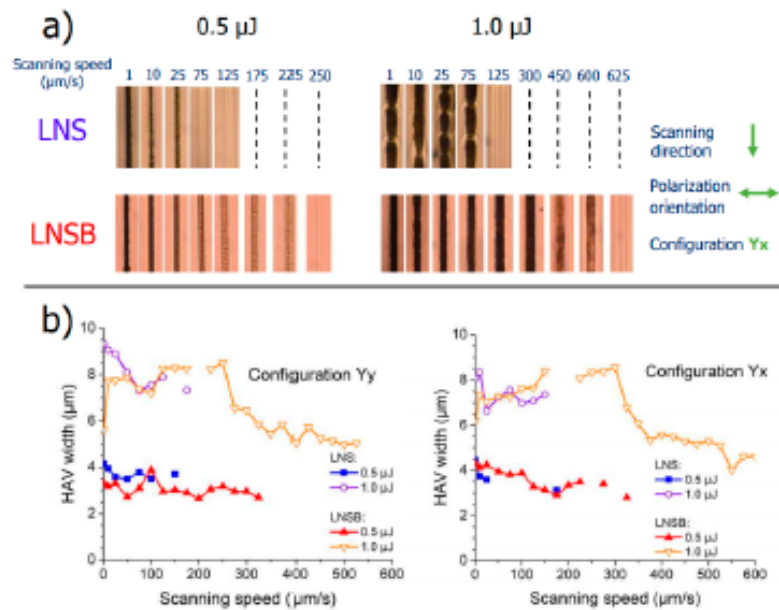 a) 0.5 µJ 1.0 µJ
Scanning speed
(µm/s)
1 10 25 75 125 175 225 250
1 10 25 75 125 300 450 600 625
LNS
Scanning
direction
Polarization
orientation
LNSB
Configuration Yx
b)
HAV width (µm)
10
8
6
4
2
0
0 100 200 300 400 500 600
Scanning speed (µm/s)
Configuration Yy
LNS:
0.5 µJ
1.0 µJ
LNSB:
0.5 µJ
1.0 µJ
HAV width (µm)
10
8
6
4
2
0
0 100 200 300 400 500 600
Scanning speed (µm/s)
Configuration Yx
LNS:
0.5 µJ
1.0 µJ
LNSB:
0.5 µJ
1.0 µJ